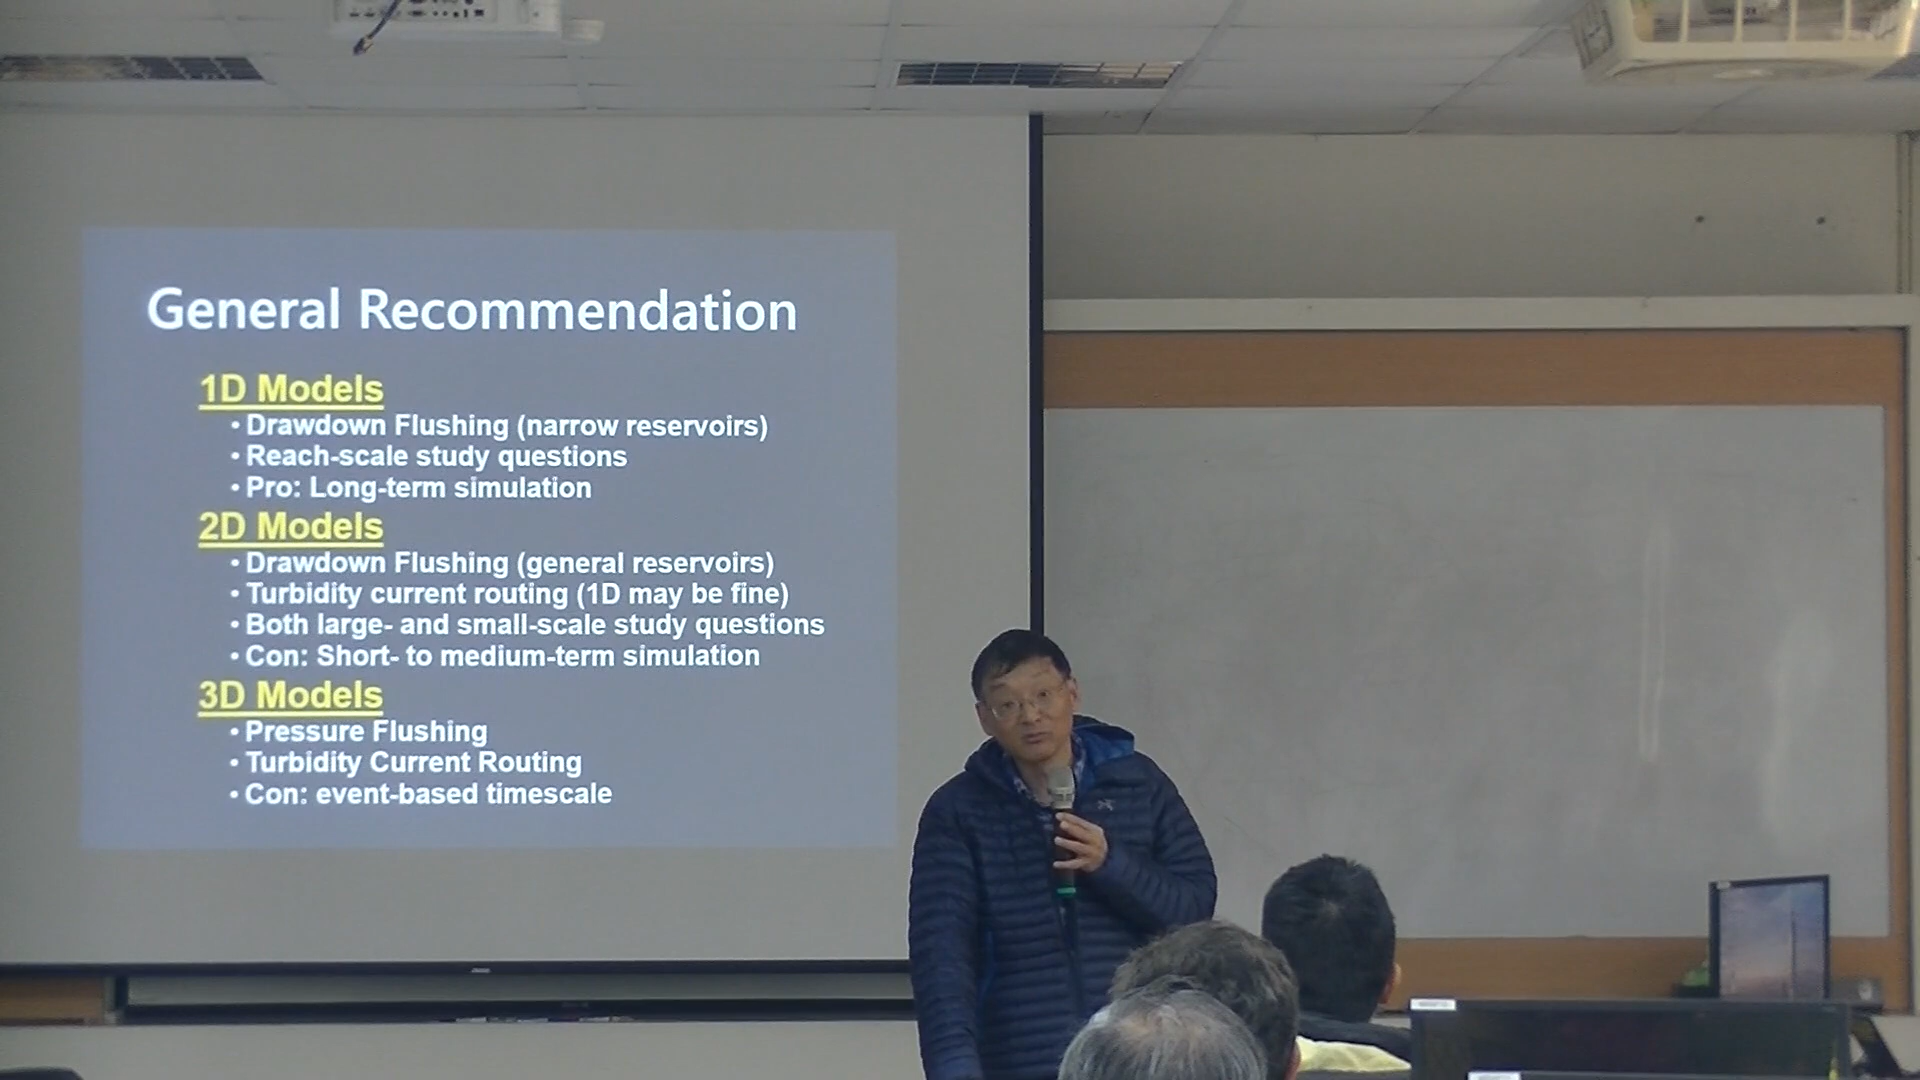 General Recommendation
1D Models
• Drawdown Flushing (narrow reservoirs)
• Reach-scale study questions
• Pro: Long-term simulation
2D Models
• Drawdown Flushing (general reservoirs)
• Turbidity current routing (1D may be fine)
• Both large- and small-scale study questions
• Con: Short- to medium-term simulation
3D Models
• Pressure Flushing
• Turbidity Current Routing
• Con: event-based timescale